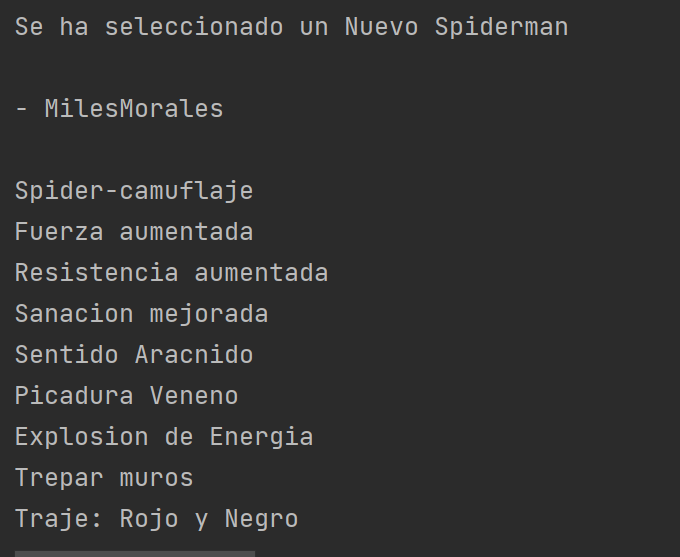 Se ha seleccionado un Nuevo Spiderman
- MilesMorales
Spider-camuflaje
Fuerza aumentada
Resistencia aumentada
Sanacion mejorada
Sentido Aracnido
Picadura Veneno
Explosion de Energia
Trepar muros
Traje: Rojo y Negro